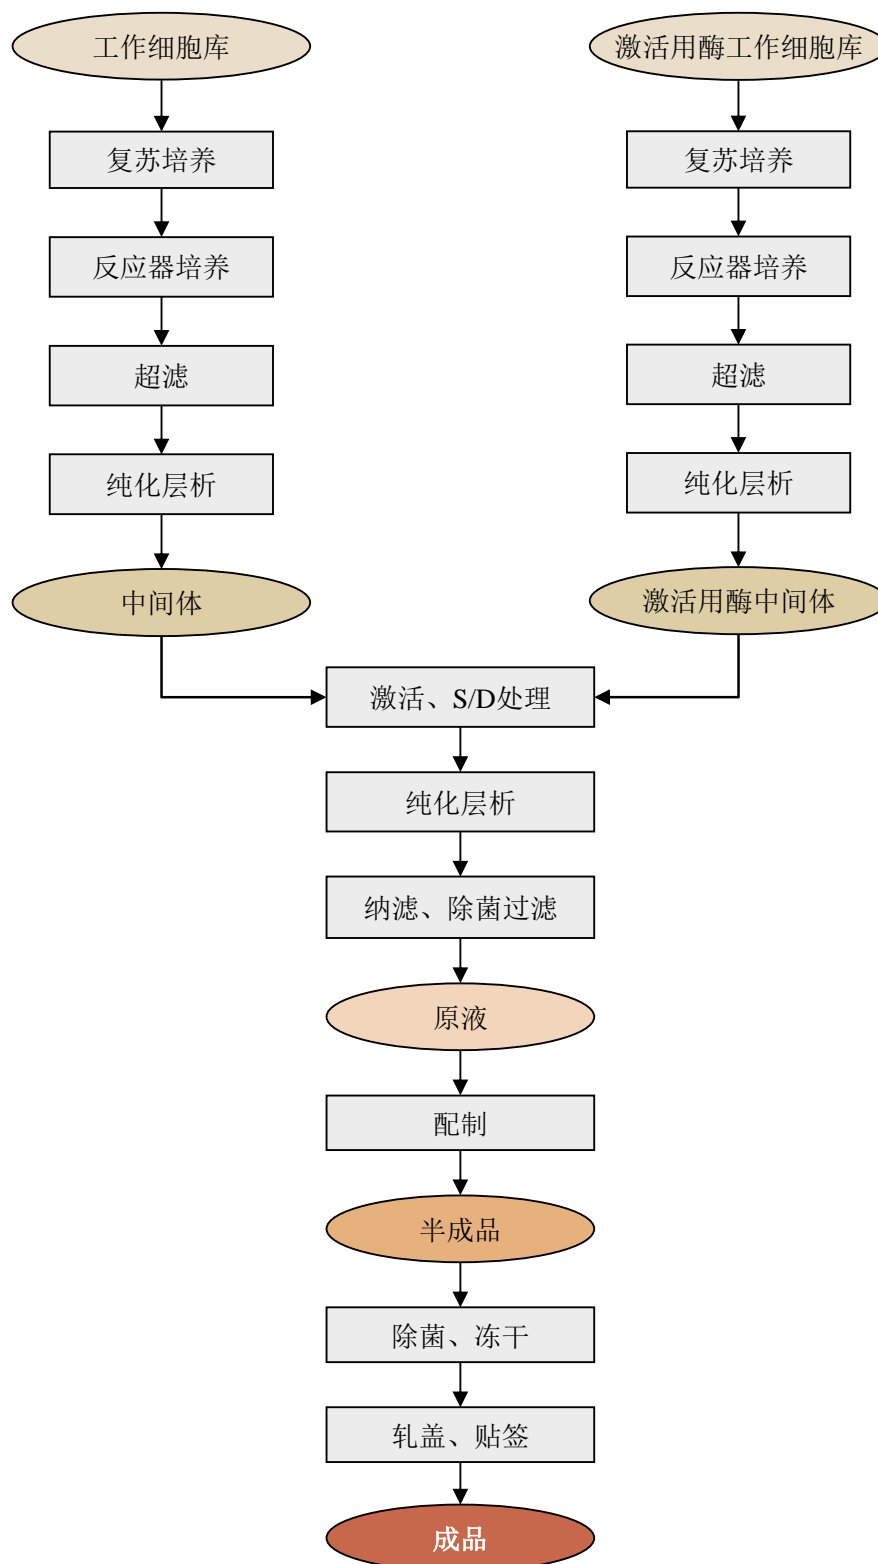 工作细胞库
激活用酶工作细胞库
复苏培养
复苏培养
反应器培养
反应器培养
超滤
超滤
纯化层析
纯化层析
中间体
激活用酶中间体
激活、S/D处理
纯化层析
纳滤、除菌过滤
原液
配制
半成品
除菌、冻干
轧盖、贴签
成品